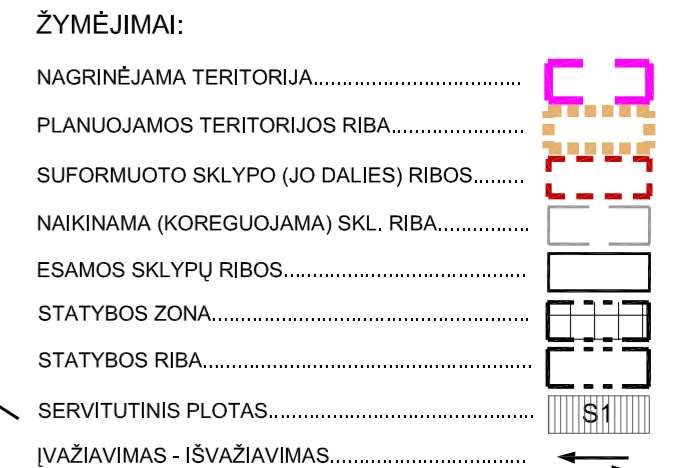 ŽYMĖJIMAI:
NAGRINĖJAMA TERITORIJA
PLANUOJAMOS TERITORIJOS RIBA
SUFORMUOTO SKLYPO (JO DALIES) RIBOS
NAIKINAMA (KOREGUOJAMA) SKL. RIBA
ESAMOS SKLYPŲ RIBOS
STATYBOS ZONA
STATYBOS RIBA
SERVITUTINIS PLOTAS S1
ĮVAŽIAVIMAS - IŠVAŽIAVIMAS